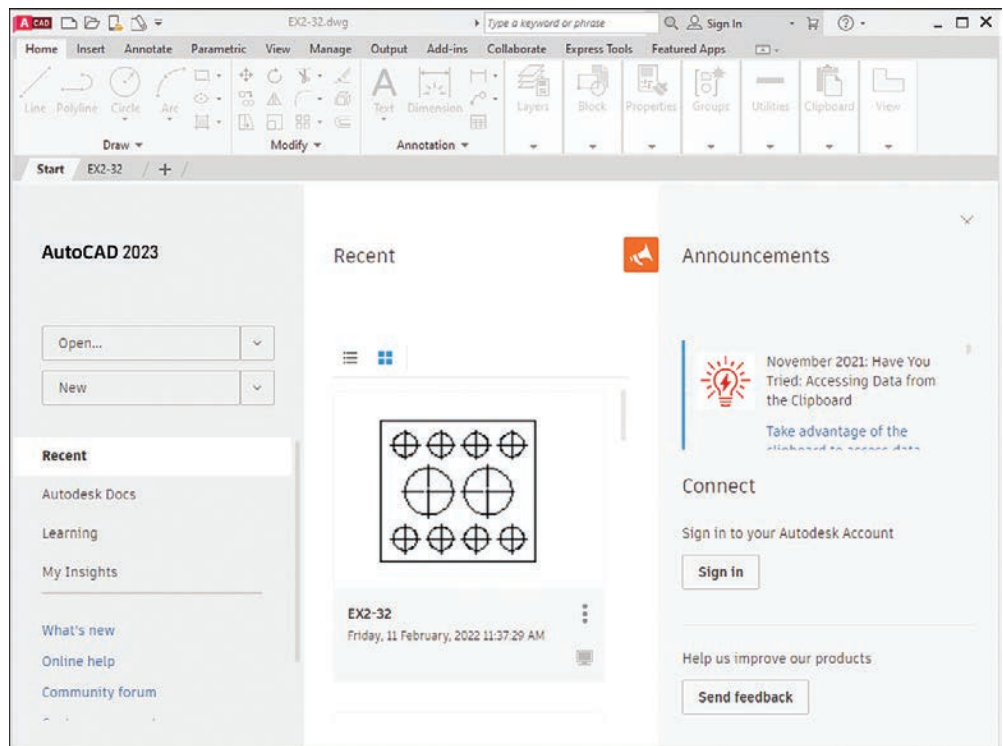 A CAD
EX2-32.dwg
Type a keyword or phrase
Sign In
Home Insert Annotate Parametric View Manage Output Add-ins Collaborate Express Tools Featured Apps
Line Polyline Circle Arc Text Dimension Layers Block Properties Groups Utilities Clipboard View
Draw Modify Annotation
Start EX2-32
AutoCAD 2023
Open...
New
Recent
Autodesk Docs
Learning
My Insights
What's new
Online help
Community forum
Recent
EX2-32
Friday, 11 February, 2022 11:37:29 AM
Announcements
November 2021: Have You
Tried: Accessing Data from
the Clipboard
Take advantage of the
clipboard to access data
Connect
Sign in to your Autodesk Account
Sign in
Help us improve our products
Send feedback